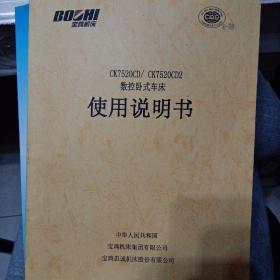 BOCHI
宝鸡机床
CK7520CD/ CK7520CD2
数控卧式车床
使用说明书
中华人民共和国
宝鸡机床集团有限公司
宝鸡忠诚机床股份有限公司